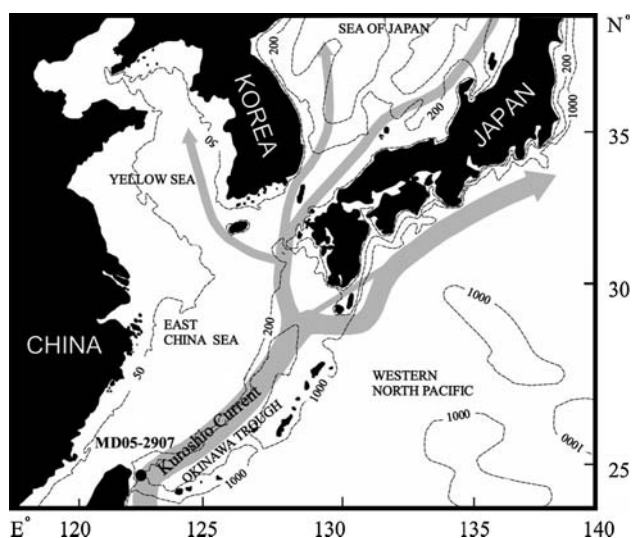 N°
SEA OF JAPAN
200
200
1000
KOREA
200
JAPAN
50
35
YELLOW SEA
1000
30
EAST
CHINA SEA
200
CHINA
50
WESTERN
NORTH PACIFIC
1000
Kuroshio-Current
1000
MD05-2907
OKINAWA TROUGH
1000
1000
25
E°
120
125
130
135
140